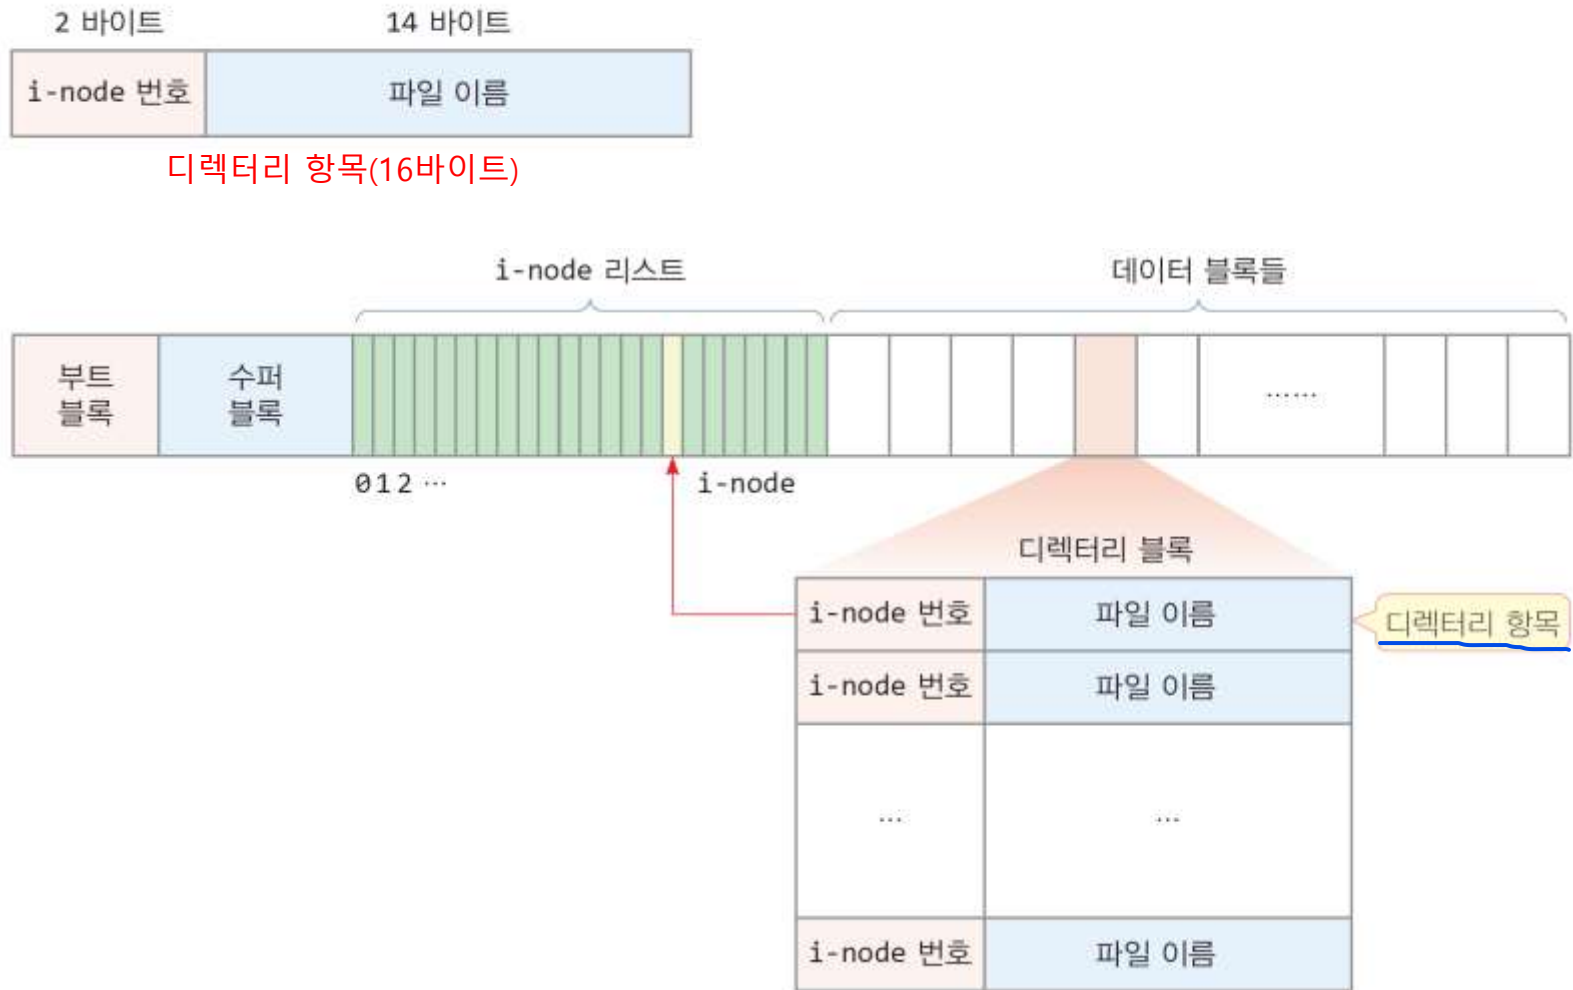 2 바이트
14 바이트
i-node 번호
파일 이름
디렉터리 항목(16바이트)
i-node 리스트
데이터 블록들
부트
블록
수퍼
블록
······
0 1 2 ···
i-node
디렉터리 블록
i-node 번호
파일 이름
디렉터리 항목
i-node 번호
파일 이름
···
···
i-node 번호
파일 이름